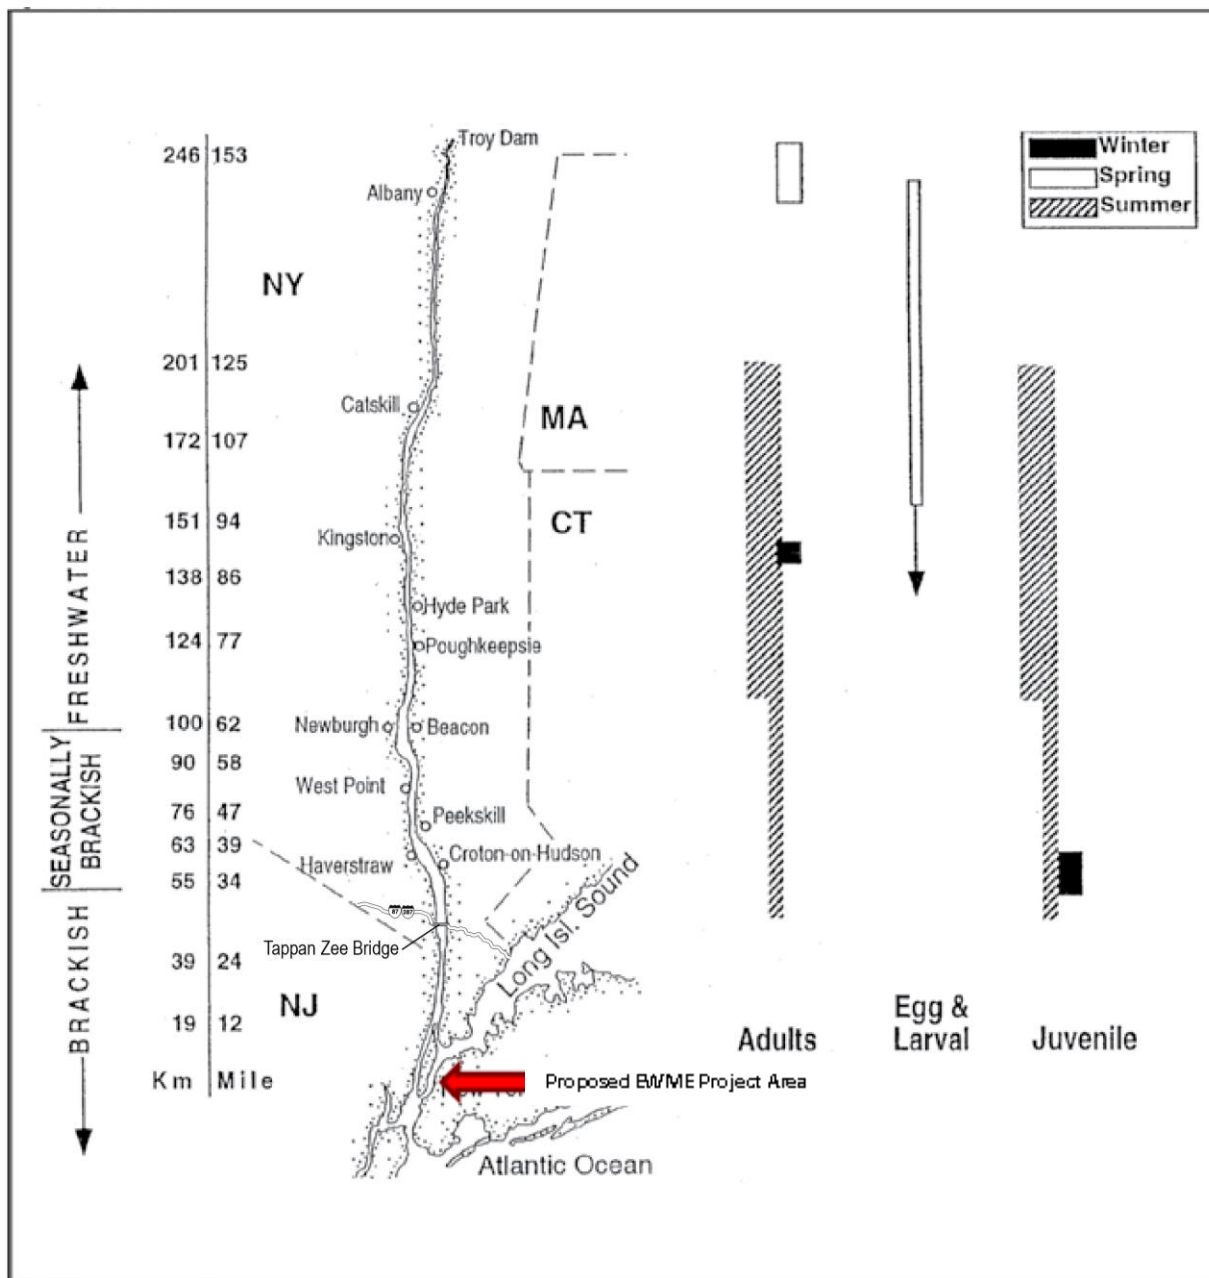 Troy Dam
246 153
Albany
NY
201 125
Catskill
172 107
MA
151 94
Kingston
CT
138 86
Hyde Park
124 77
Poughkeepsie
100 62
Newburgh
Beacon
90 58
West Point
76 47
Peekskill
63 39
Haverstraw
Croton-on-Hudson
55 34
87 287
Tappan Zee Bridge
39 24
NJ
19 12
Km Mile
Long Isl. Sound
Proposed EWME Project Area
Atlantic Ocean
FRESHWATER
SEASONALLY
BRACKISH
BRACKISH
Winter
Spring
Summer
Adults
Egg &
Larval
Juvenile